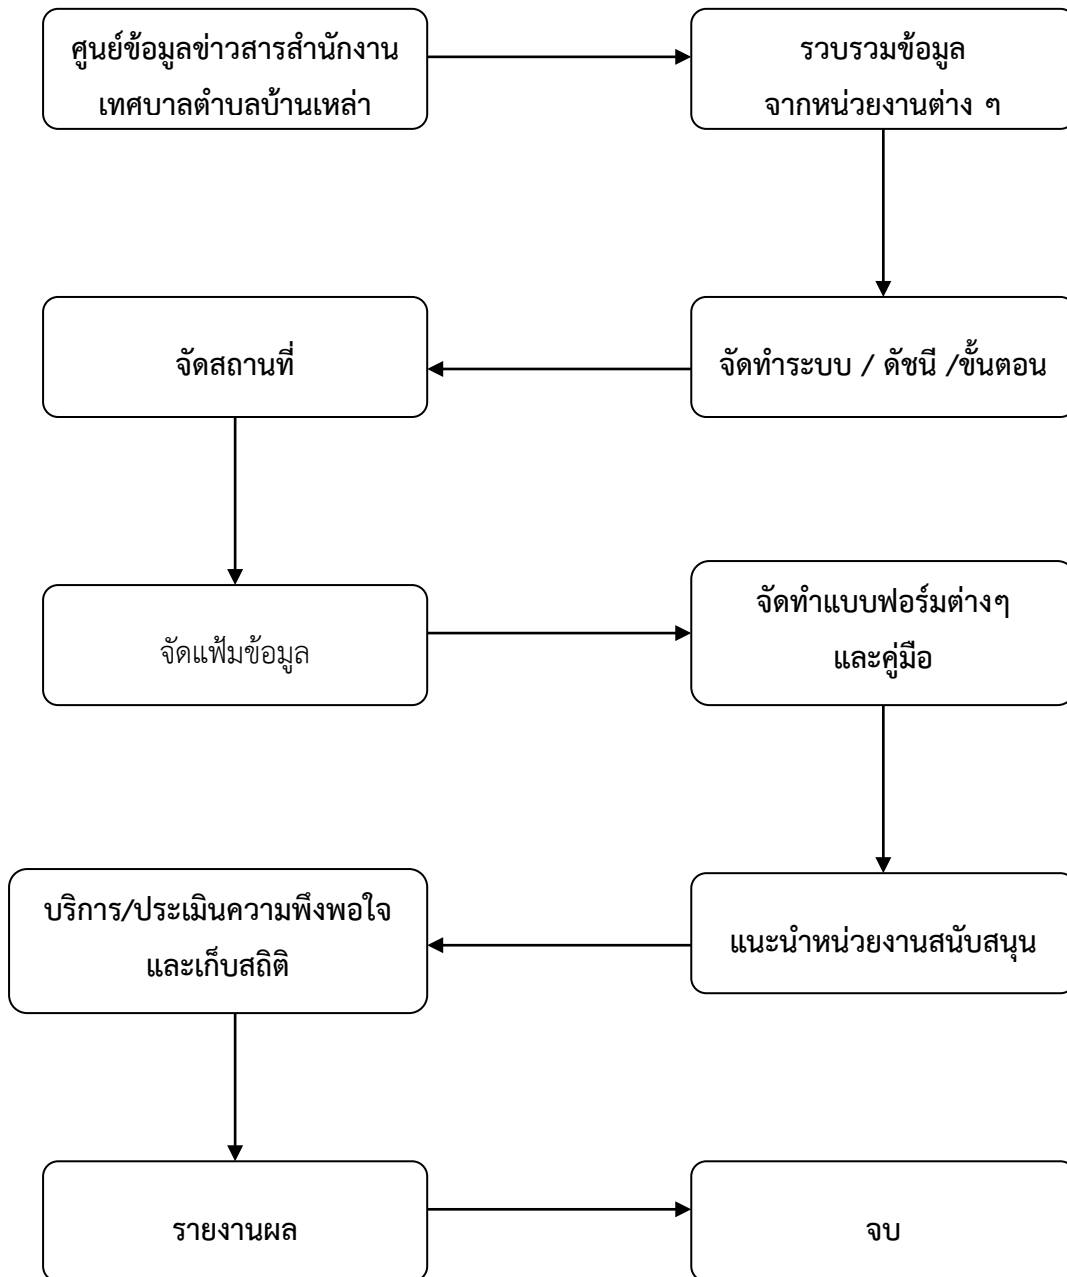 ศูนย์ข้อมูลข่าวสารสำนักงาน
เทศบาลตำบลบ้านเหล่า
รวบรวมข้อมูล
จากหน่วยงานต่าง ๆ
จัดทำระบบ / ดัชนี /ขั้นตอน
จัดสถานที่
จัดแฟ้มข้อมูล
จัดทำแบบฟอร์มต่างๆ
และคู่มือ
แนะนำหน่วยงานสนับสนุน
บริการ/ประเมินความพึงพอใจ
และเก็บสถิติ
รายงานผล
จบ